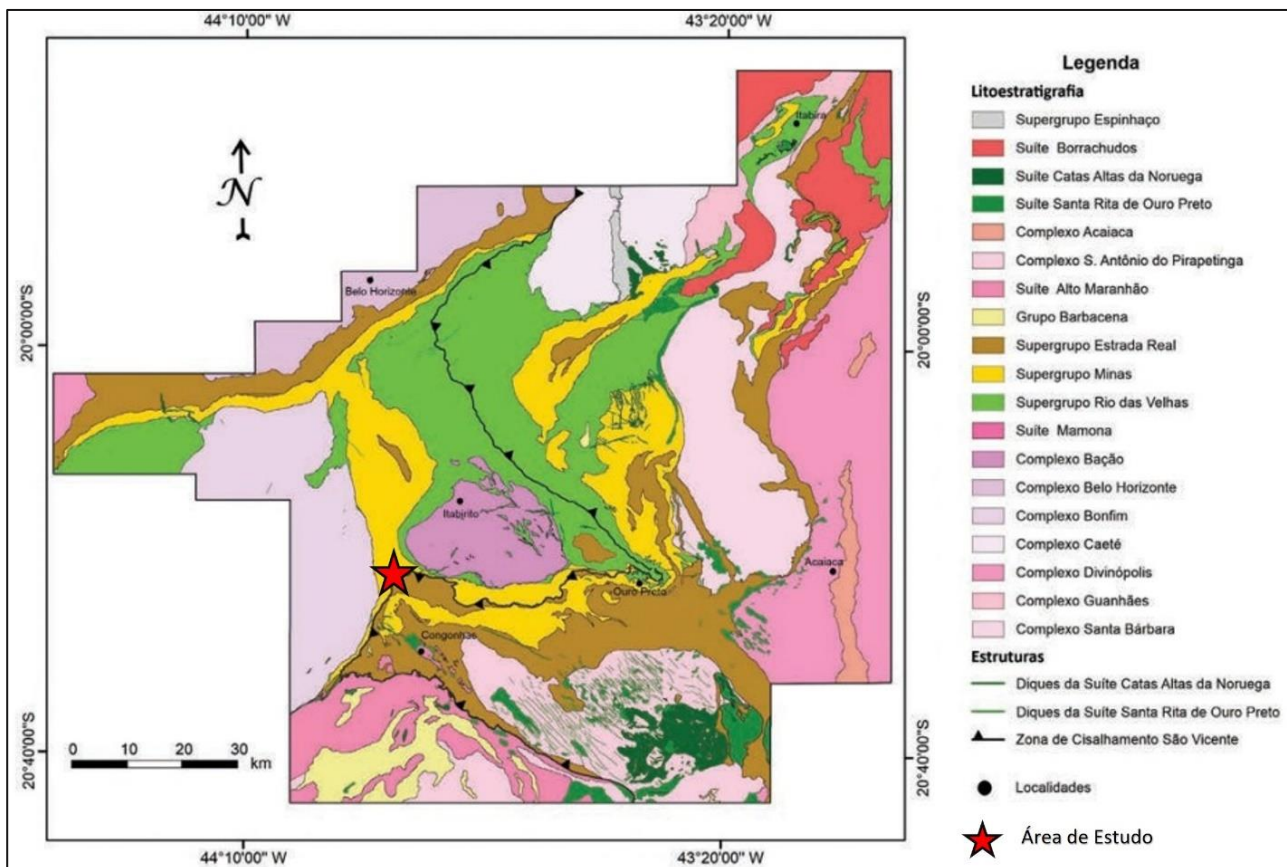 44°10'00" W
43°20'00" W
N
20°00'00"S
20°00'00"S
20°40'00"S
20°40'00"S
Itabira
Belo Horizonte
Itabirito
Ouro Preto
Acaiaca
Congonhas
0 10 20 30
km
44°10'00" W
43°20'00" W
Legenda
Litoestratigrafia
Supergrupo Espinhaço
Suíte Borrachudos
Suíte Catas Altas da Noruega
Suíte Santa Rita de Ouro Preto
Complexo Acaiaca
Complexo S. Antônio do Pirapetinga
Suíte Alto Maranhão
Grupo Barbacena
Supergrupo Estrada Real
Supergrupo Minas
Supergrupo Rio das Velhas
Suíte Mamona
Complexo Bação
Complexo Belo Horizonte
Complexo Bonfim
Complexo Caeté
Complexo Divinópolis
Complexo Guanhães
Complexo Santa Bárbara
Estruturas
Diques da Suíte Catas Altas da Noruega
Diques da Suíte Santa Rita de Ouro Preto
Zona de Cisalhamento São Vicente
Localidades
Área de Estudo